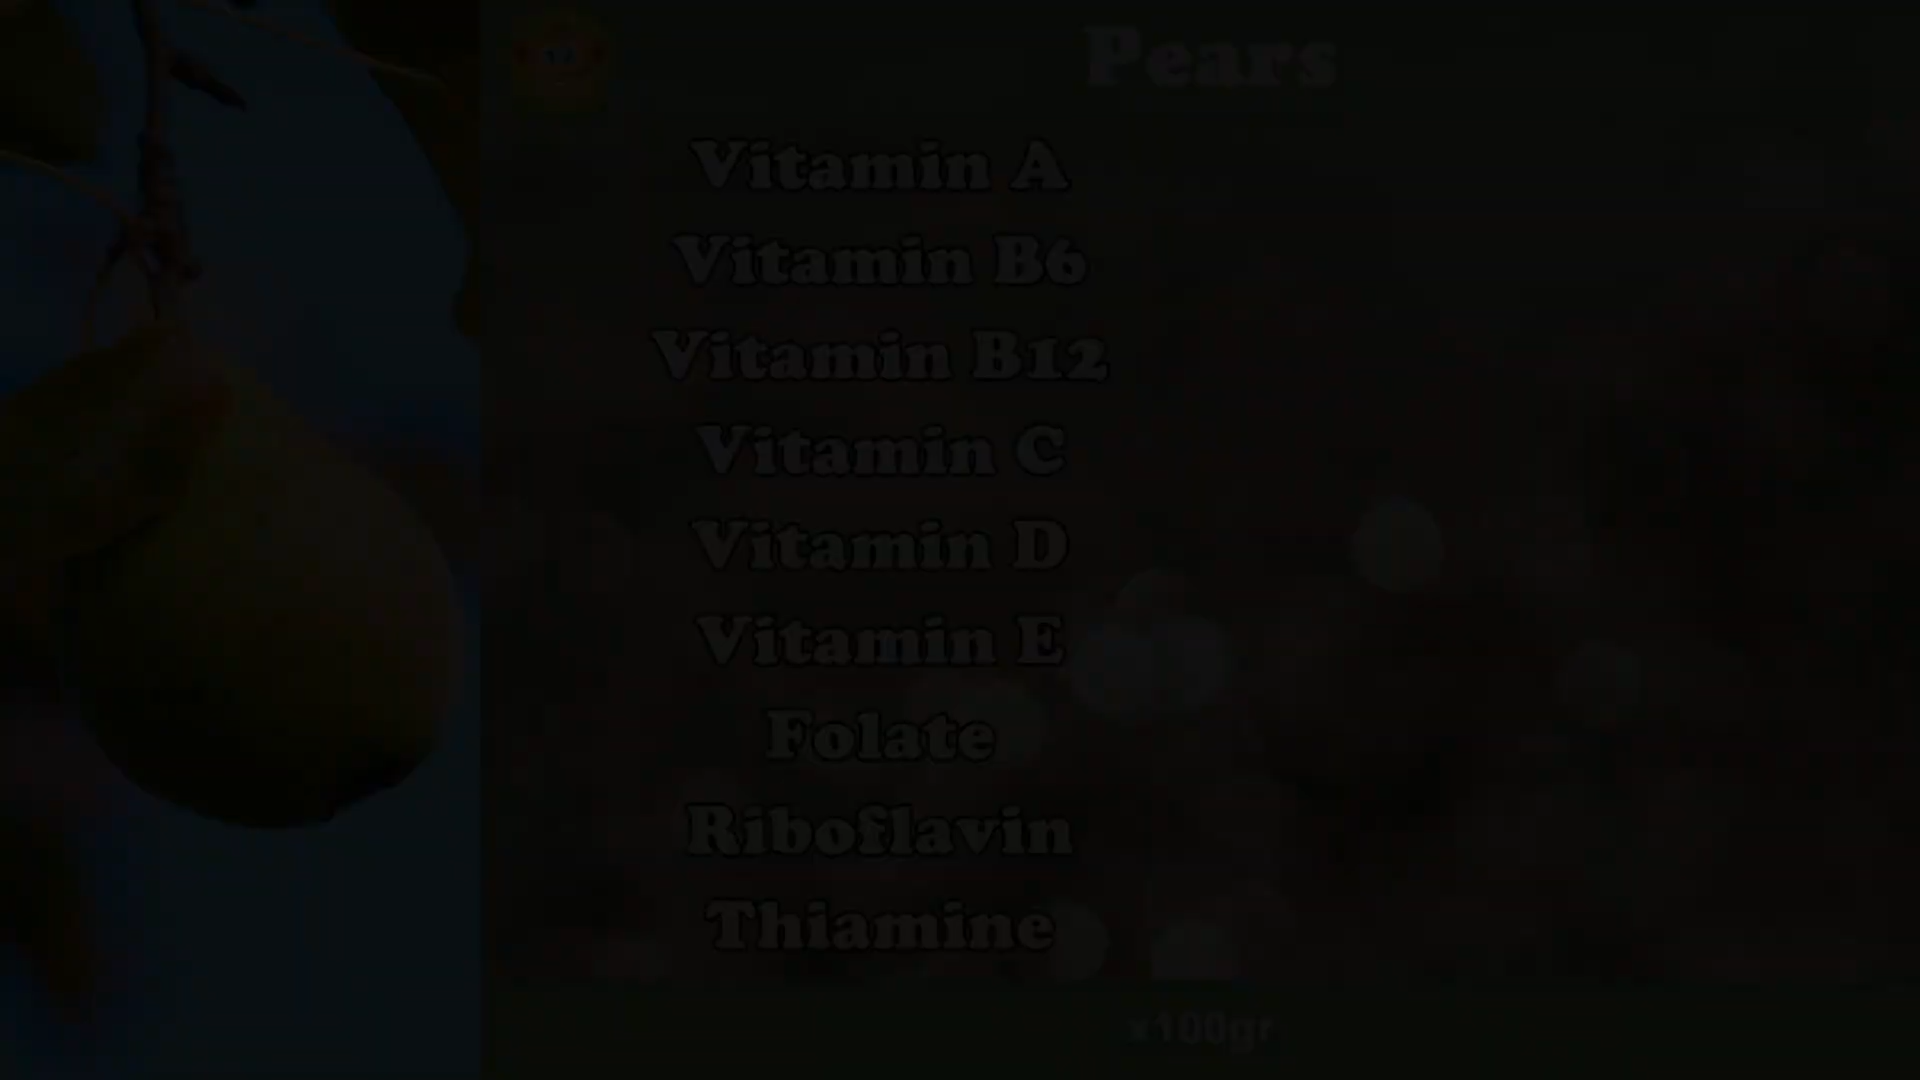 Pears
Vitamin A
Vitamin B6
Vitamin B12
Vitamin C
Vitamin D
Vitamin E
Folate
Riboflavin
Thiamine
x100gr